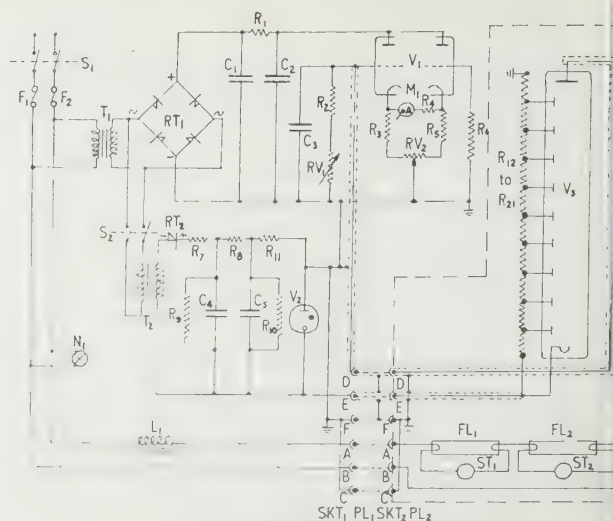 R1
S1
C1
C2
V1
F1
F2
T1
+
RT1
~
~
-
M1
A
R4
R2
C3
R3
R5
R6
RV2
RV1
R12
to
R21
V3
RT2
S2
R7
R8
R11
T2
R9
C4
C5
R10
V2
N1
D
D
E
E
F
F
L1
A
A
B
B
C
C
FL1
FL2
ST1
ST2
SKT1 PL1 SKT2 PL2